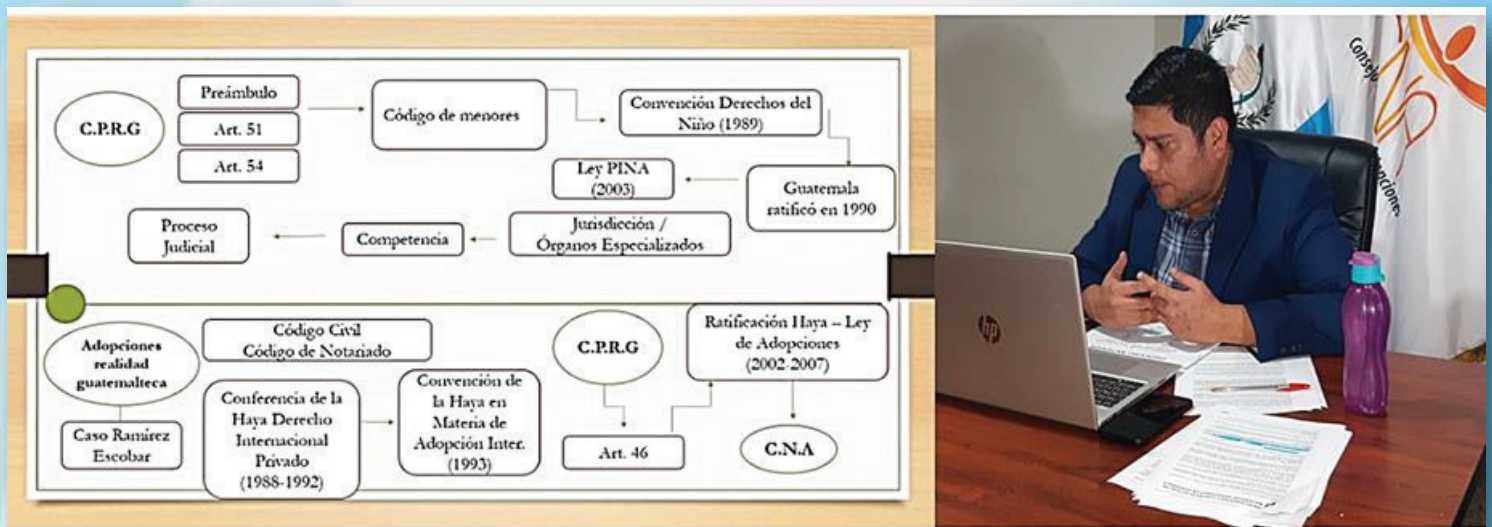 C.P.R.G
Preámbulo
Art. 51
Art. 54
Código de menores
Convención Derechos del
Niño (1989)
Guatemala
ratificó en 1990
Ley PINA
(2003)
Jurisdicción /
Órganos Especializados
Competencia
Proceso
Judicial
Adopciones
realidad
guatemalteca
Caso Ramírez
Escobar
Código Civil
Código de Notariado
Conferencia de la
Haya Derecho
Internacional
Privado
(1988-1992)
Convención de
la Haya en
Materia de
Adopción Inter.
(1993)
C.P.R.G
Art. 46
Ratificación Haya – Ley
de Adopciones
(2002-2007)
C.N.A
Consejo
hp